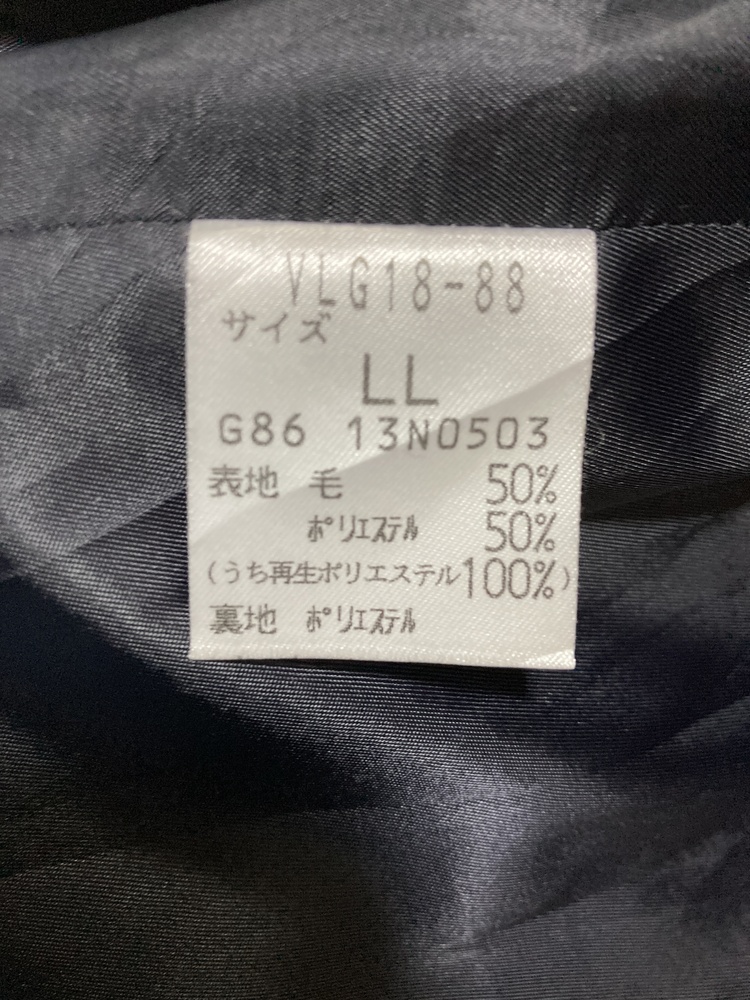 VLG18-88
サイズ
LL
G86 13N0503
表地 毛 50%
ポリエステル 50%
(うち再生ポリエステル100%)
裏地 ポリエステル